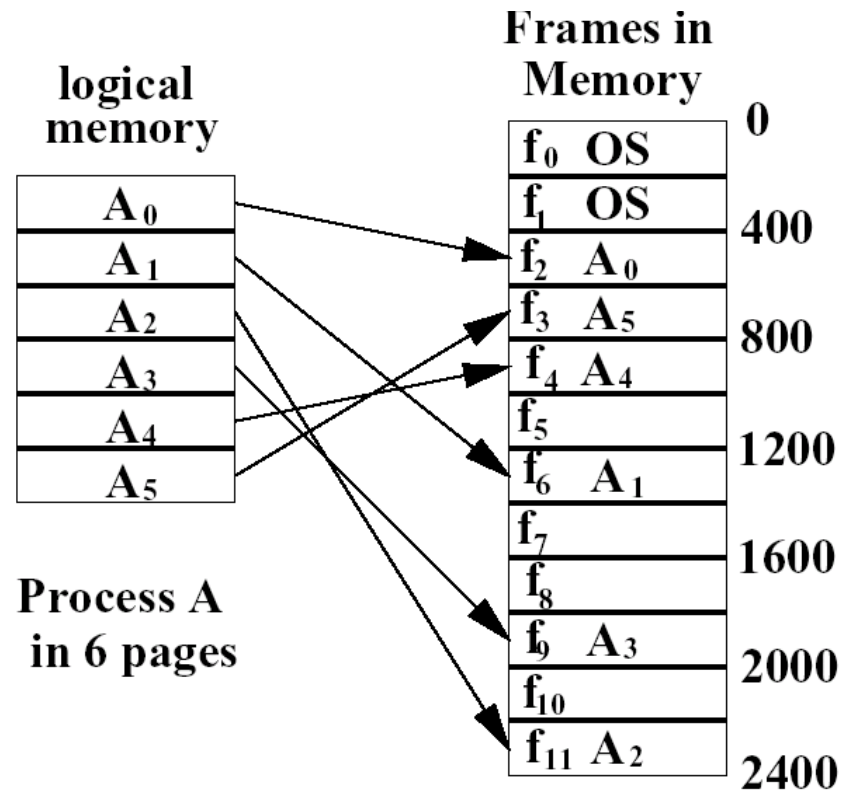 logical
memory
A0
A1
A2
A3
A4
A5
Process A
in 6 pages
Frames in
Memory
0
f0 OS
f1 OS
400
f2 A0
f3 A5
800
f4 A4
f5
1200
f6 A1
f7
1600
f8
f9 A3
2000
f10
f11 A2
2400